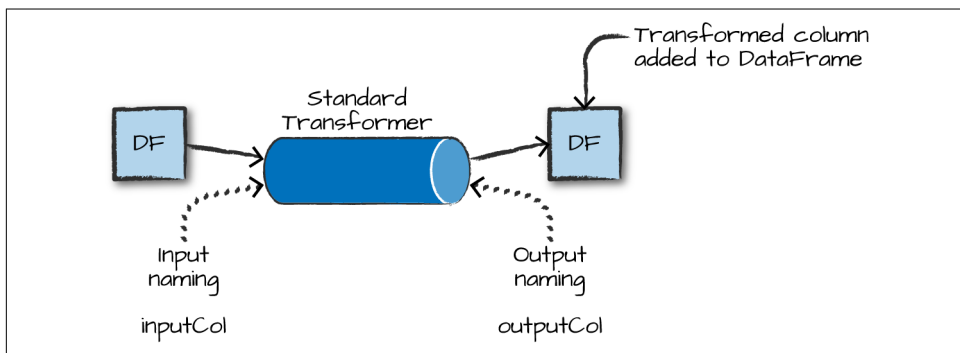 Transformed column
added to DataFrame
Standard
Transformer
DF
DF
Input
naming
inputCol
Output
naming
outputCol